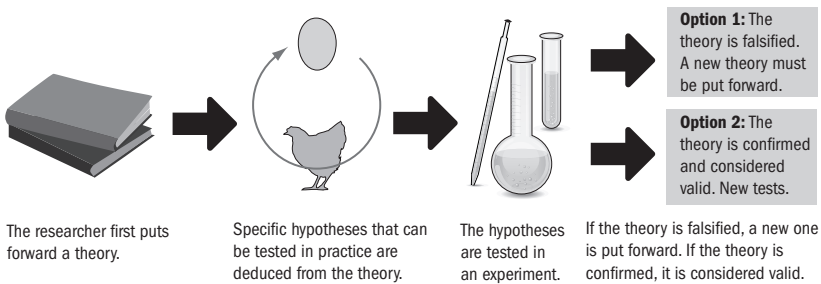 Option 1: The
theory is falsified.
A new theory must
be put forward.
Option 2: The
theory is confirmed
and considered
valid. New tests.
The researcher first puts
forward a theory.
Specific hypotheses that can
be tested in practice are
deduced from the theory.
The hypotheses
are tested in
an experiment.
If the theory is falsified, a new one
is put forward. If the theory is
confirmed, it is considered valid.